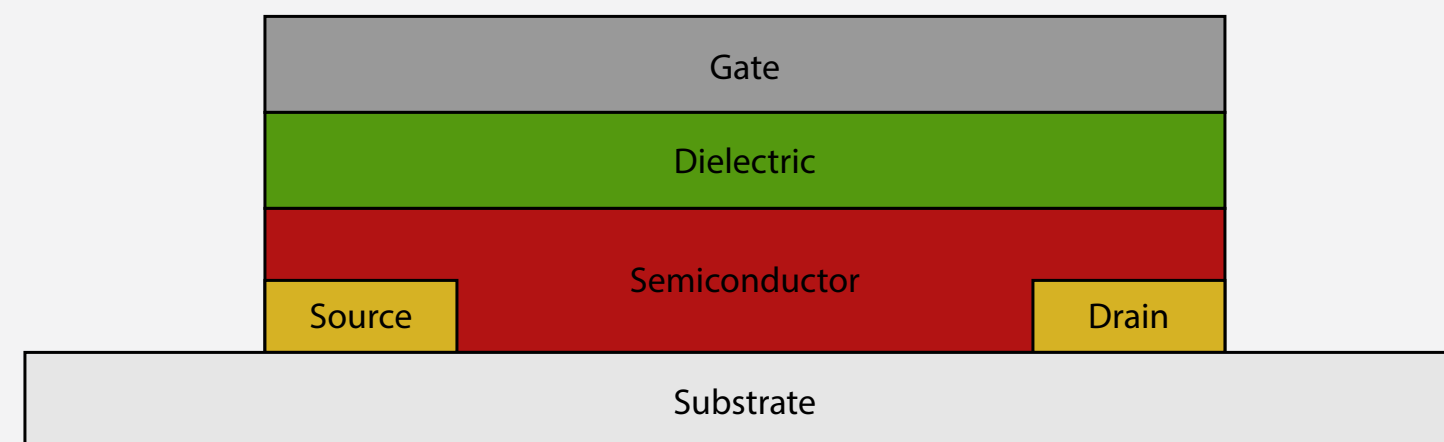 Gate
Dielectric
Semiconductor
Source
Drain
Substrate